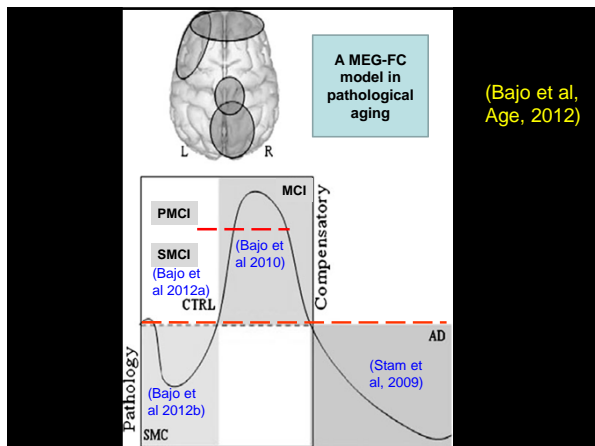 A MEG-FC
model in
pathological
aging
(Bajo et al,
Age, 2012)
L
R
MCI
PMCI
SMCI
(Bajo et
al 2012a)
(Bajo et
al 2010)
CTRL
Compensatory
AD
(Stam et
al, 2009)
Pathology
(Bajo et
al 2012b)
SMC